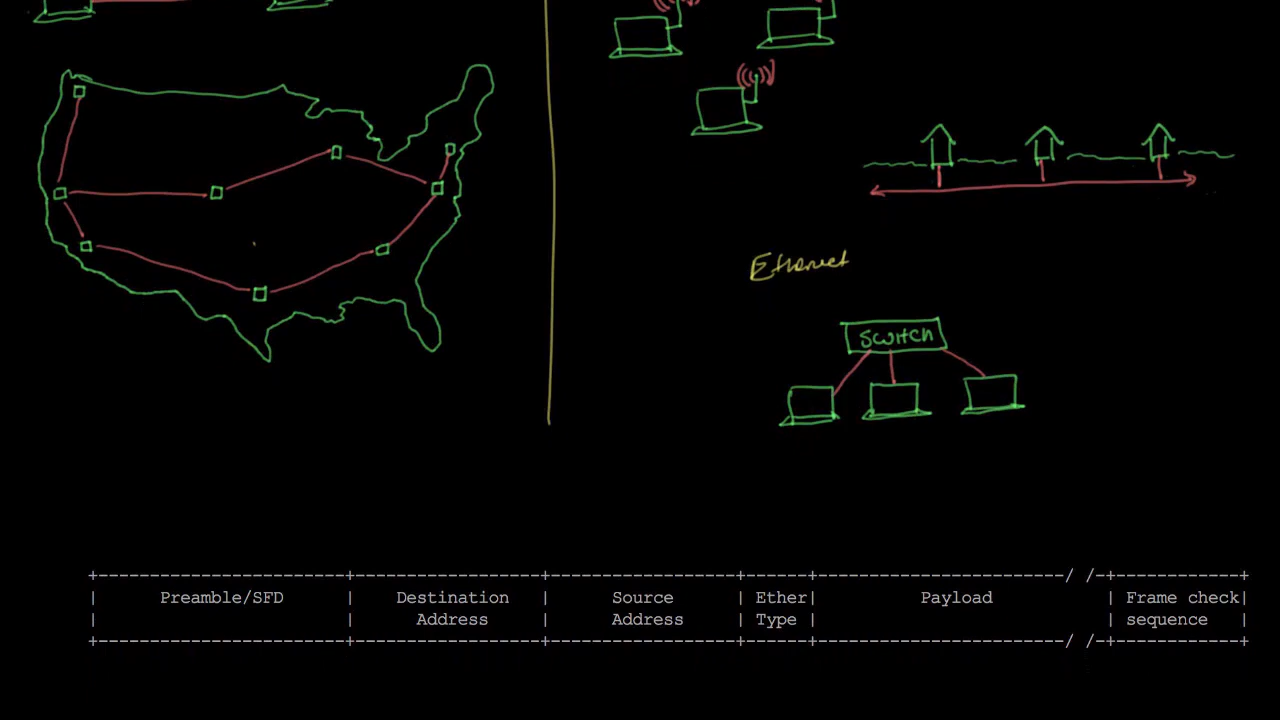 Ethernet
Switch
Preamble/SFD Destination Source Ether Payload Frame check
Address Address Type sequence